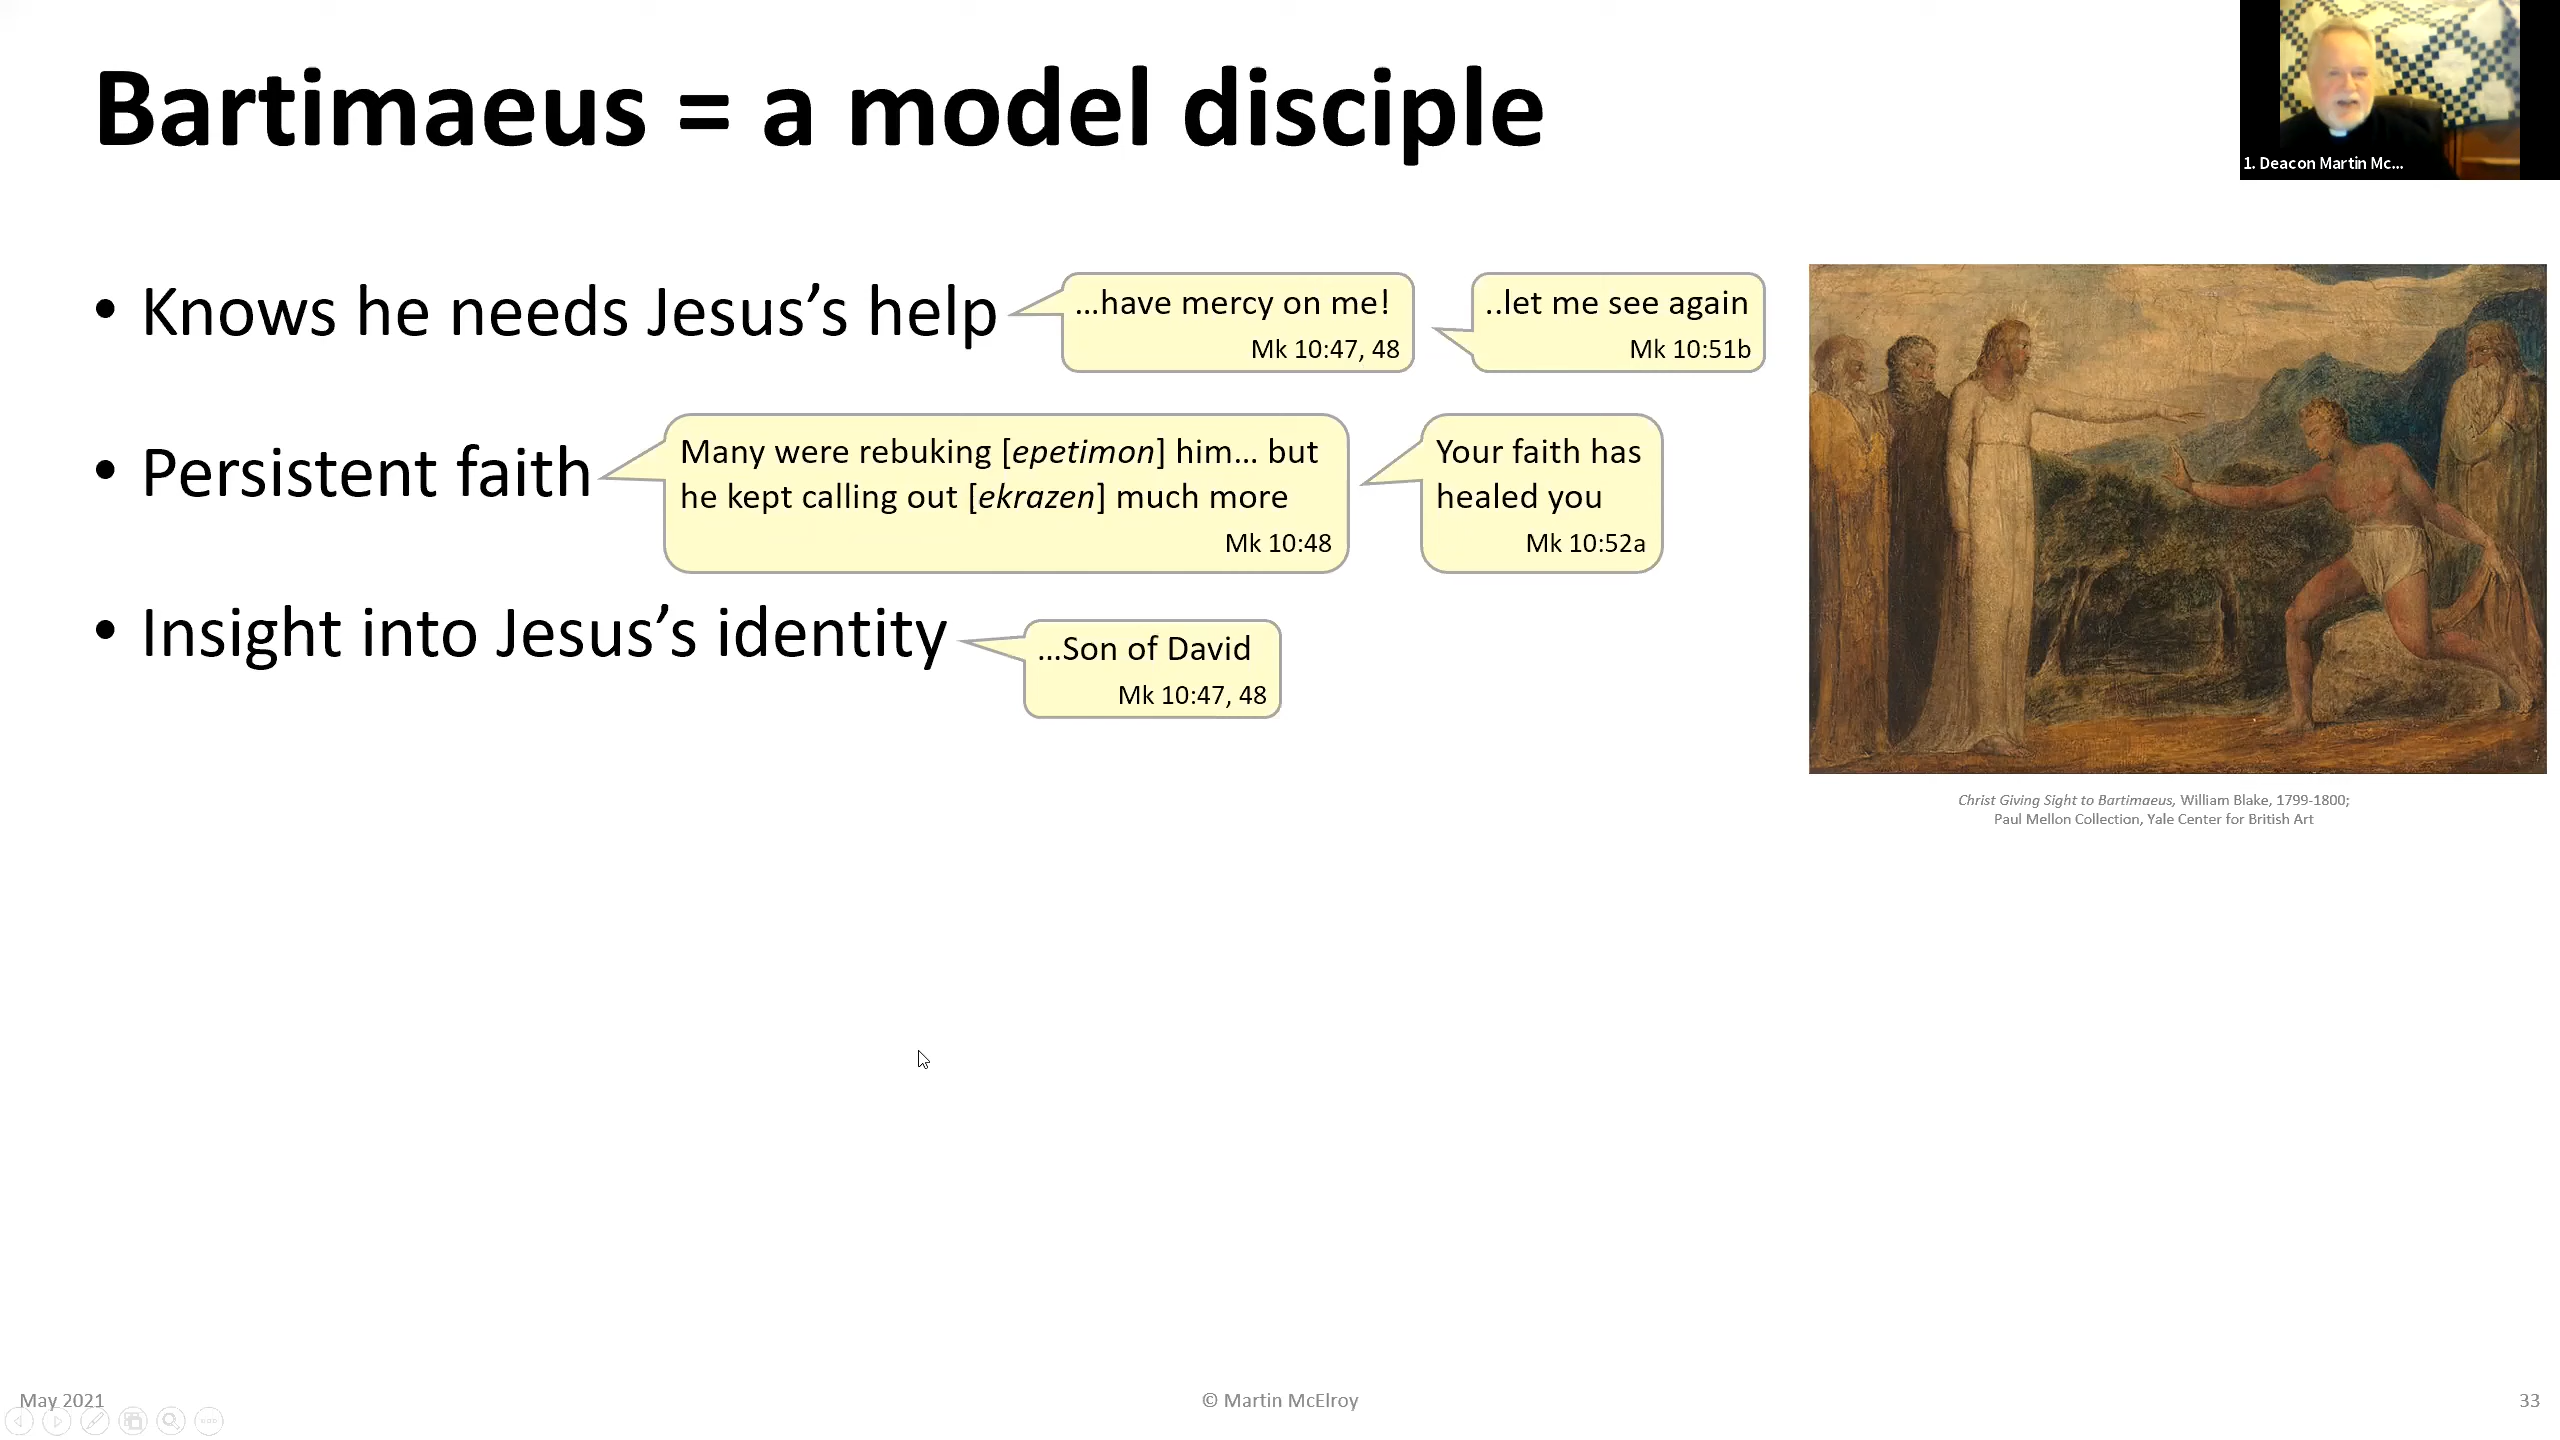 Bartimaeus = a model disciple
1. Deacon Martin Mc...
• Knows he needs Jesus’s help
...have mercy on me!
Mk 10:47, 48
..let me see again
Mk 10:51b
• Persistent faith
Many were rebuking [epetimon] him... but
he kept calling out [ekrazen] much more
Mk 10:48
Your faith has
healed you
Mk 10:52a
• Insight into Jesus’s identity
...Son of David
Mk 10:47, 48
Christ Giving Sight to Bartimaeus, William Blake, 1799-1800;
Paul Mellon Collection, Yale Center for British Art
May 2021
© Martin McElroy
33